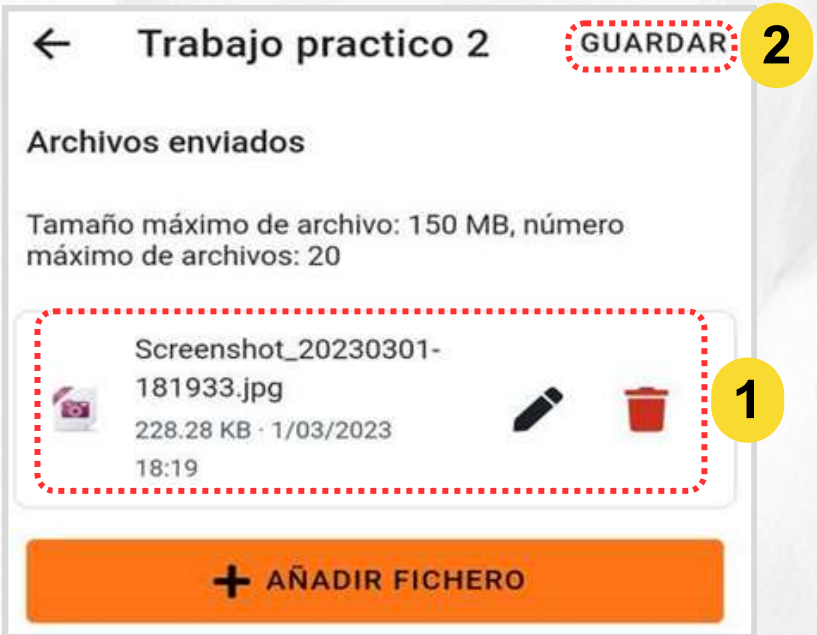 Trabajo practico 2
GUARDAR
2
Archivos enviados
Tamaño máximo de archivo: 150 MB, número
máximo de archivos: 20
Screenshot_20230301-
181933.jpg
228.28 KB · 1/03/2023
18:19
1
AÑADIR FICHERO